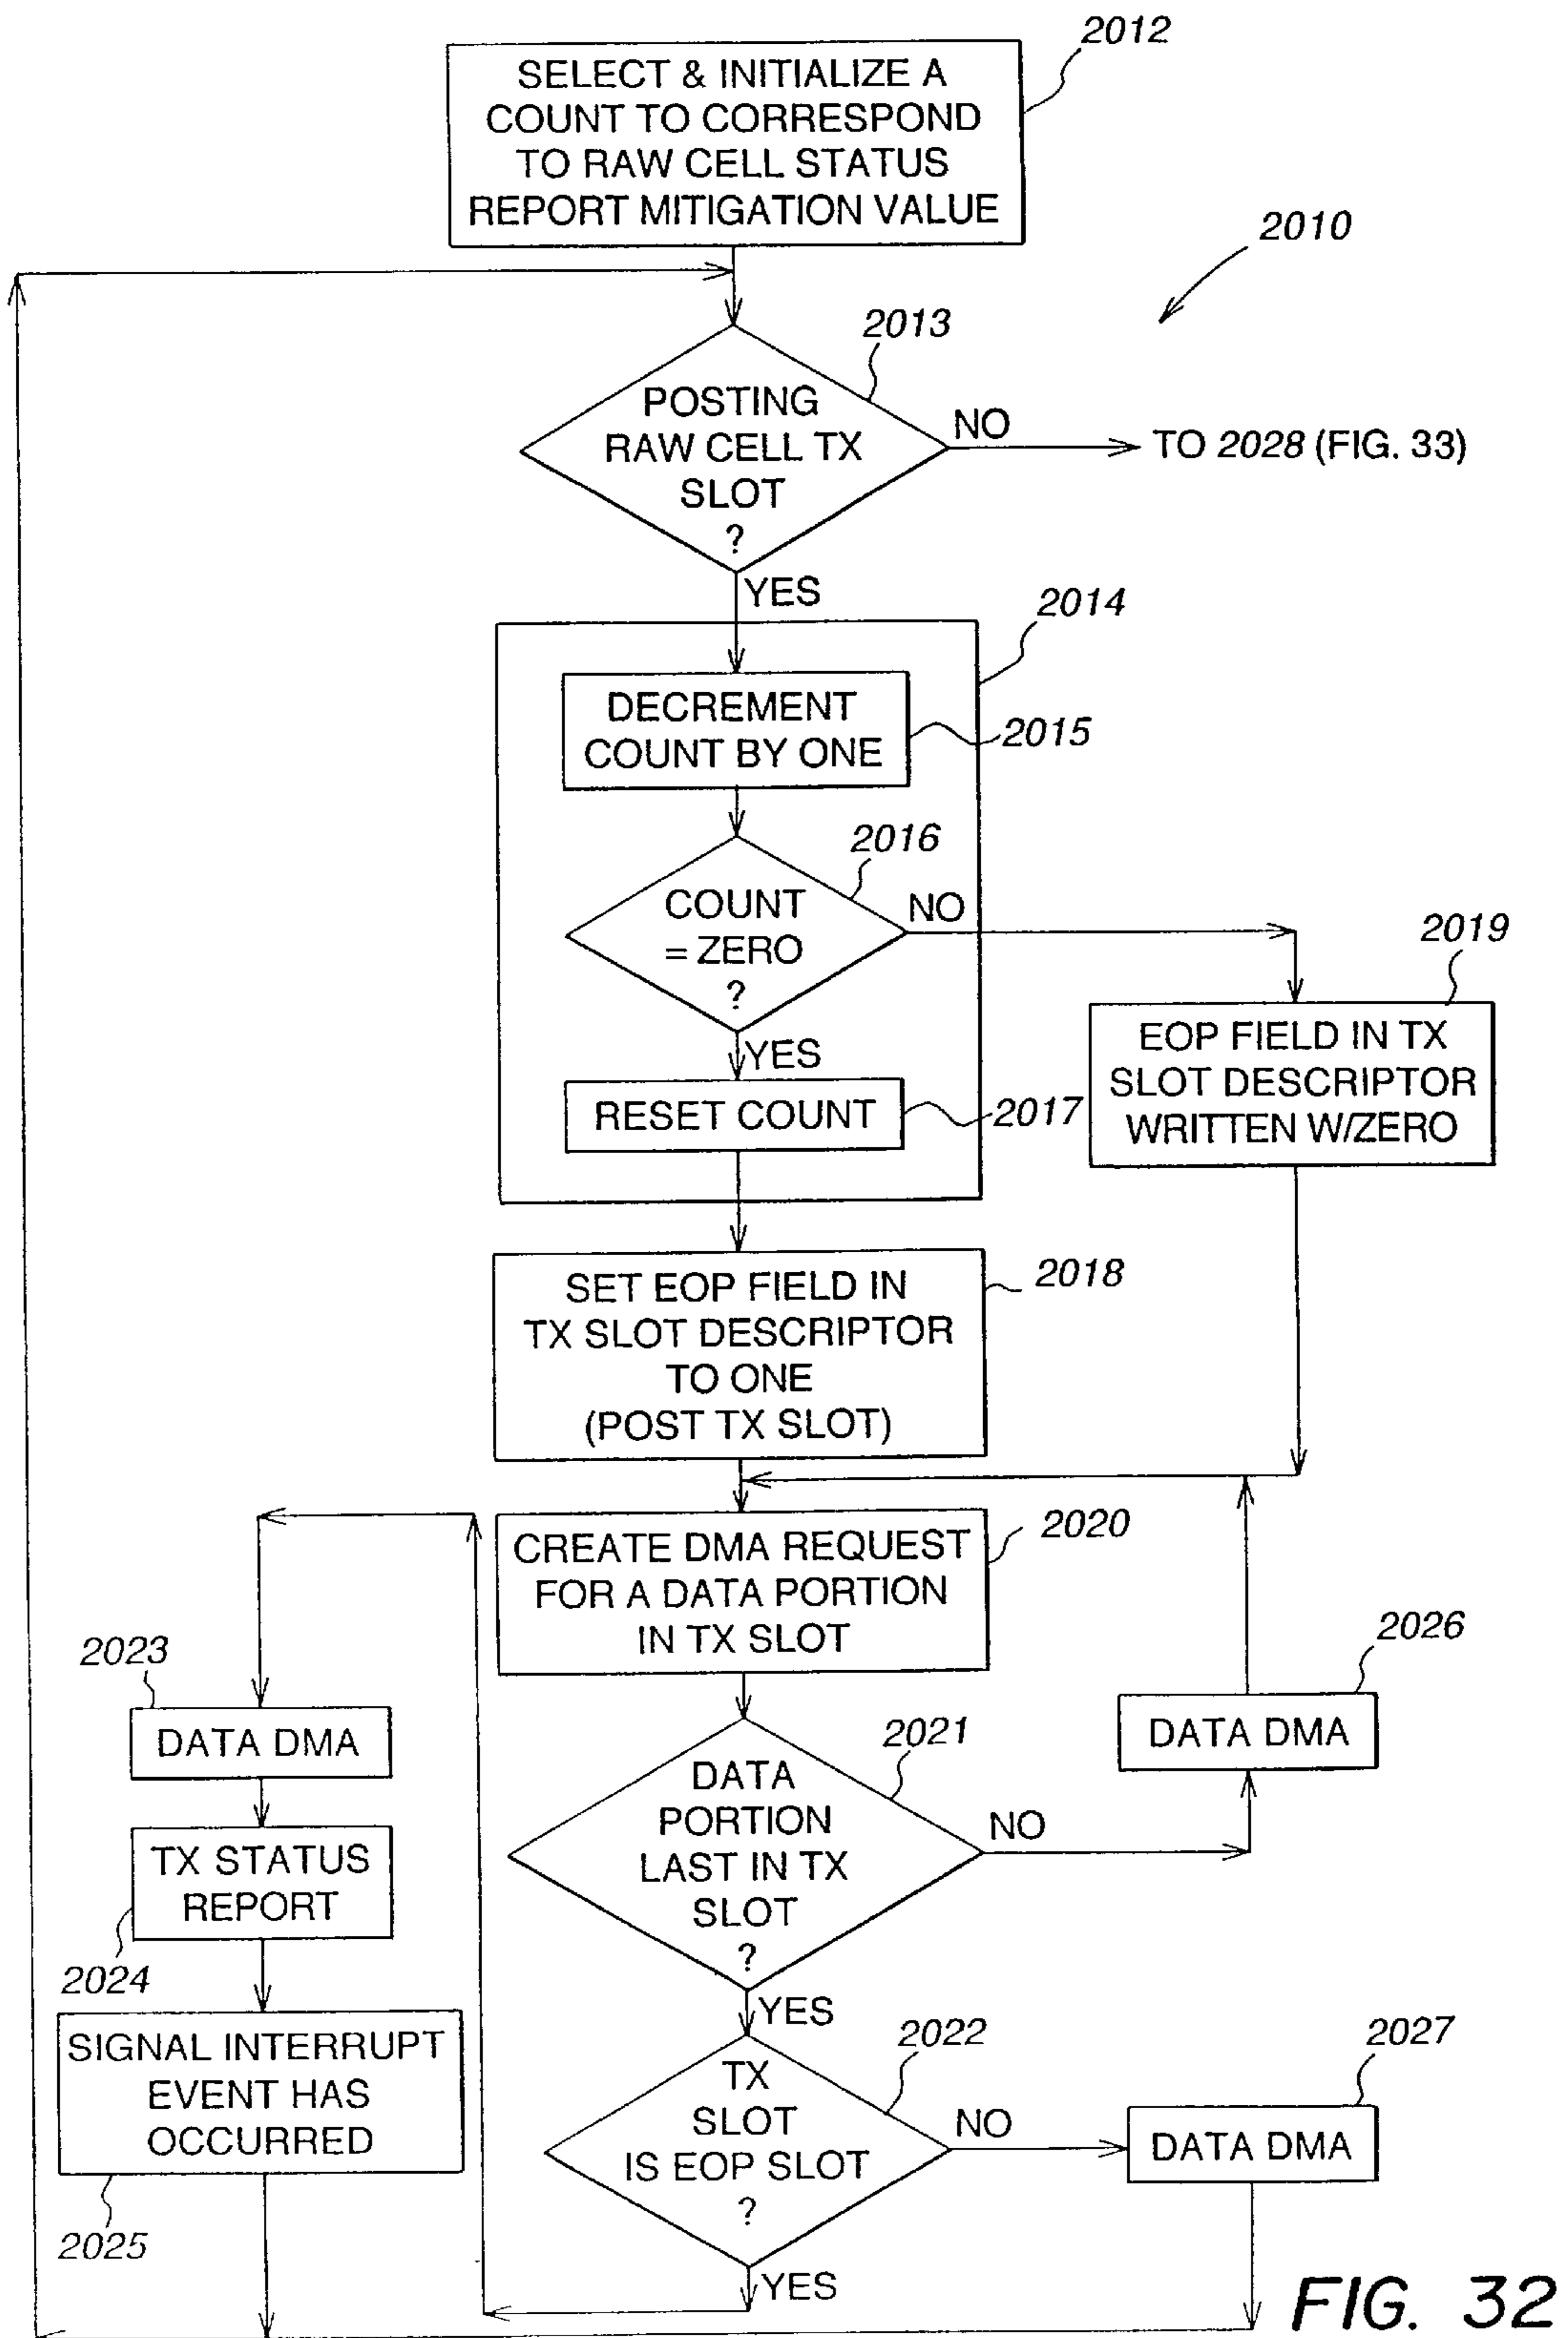 2012
SELECT & INITIALIZE A
COUNT TO CORRESPOND
TO RAW CELL STATUS
REPORT MITIGATION VALUE
2010
2013
POSTING
RAW CELL TX
SLOT
?
NO
TO 2028 (FIG. 33)
YES
2014
DECREMENT
COUNT BY ONE
2015
2016
COUNT
= ZERO
?
NO
YES
RESET COUNT
2017
2019
EOP FIELD IN TX
SLOT DESCRIPTOR
WRITTEN W/ZERO
SET EOP FIELD IN
TX SLOT DESCRIPTOR
TO ONE
(POST TX SLOT)
2018
CREATE DMA REQUEST
FOR A DATA PORTION
IN TX SLOT
2020
2023
DATA DMA
2026
DATA DMA
2021
DATA
PORTION
LAST IN TX
SLOT
?
NO
YES
TX STATUS
REPORT
2024
SIGNAL INTERRUPT
EVENT HAS
OCCURRED
2025
2022
TX
SLOT
IS EOP SLOT
?
NO
YES
2027
DATA DMA
FIG. 32